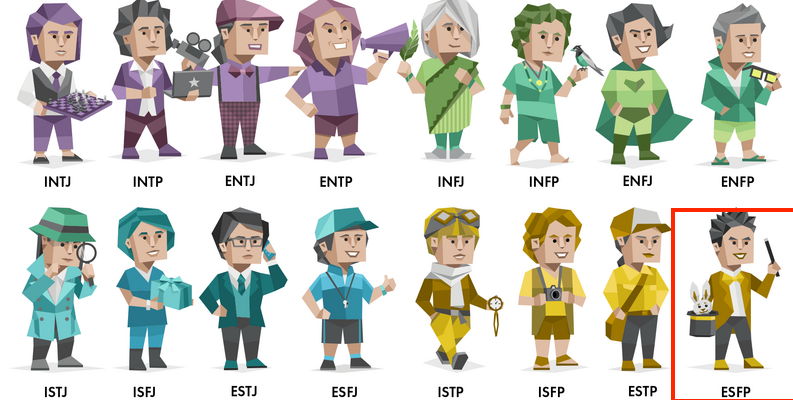 INTJ INTP ENTJ ENTP INFJ INFP ENFJ ENFP
ISTJ ISFJ ESTJ ESFJ ISTP ISFP ESTP ESFP